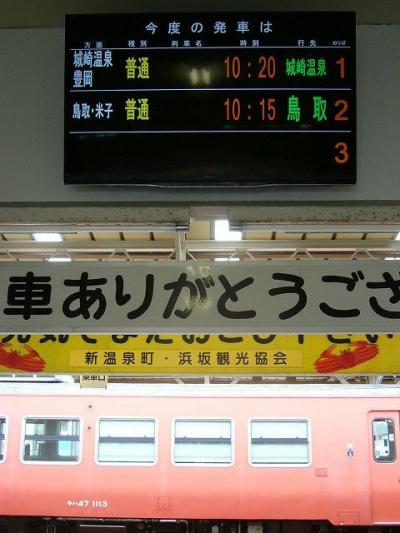 今度の発車は
方面 種別 列車名 時刻 行先 のりば
城崎温泉
豊岡 普通 10:20 城崎温泉 1
鳥取・米子 普通 10:15 鳥取 2
3
車ありがとうござ
新温泉町・浜坂観光協会
乗車口
キハ47 1113